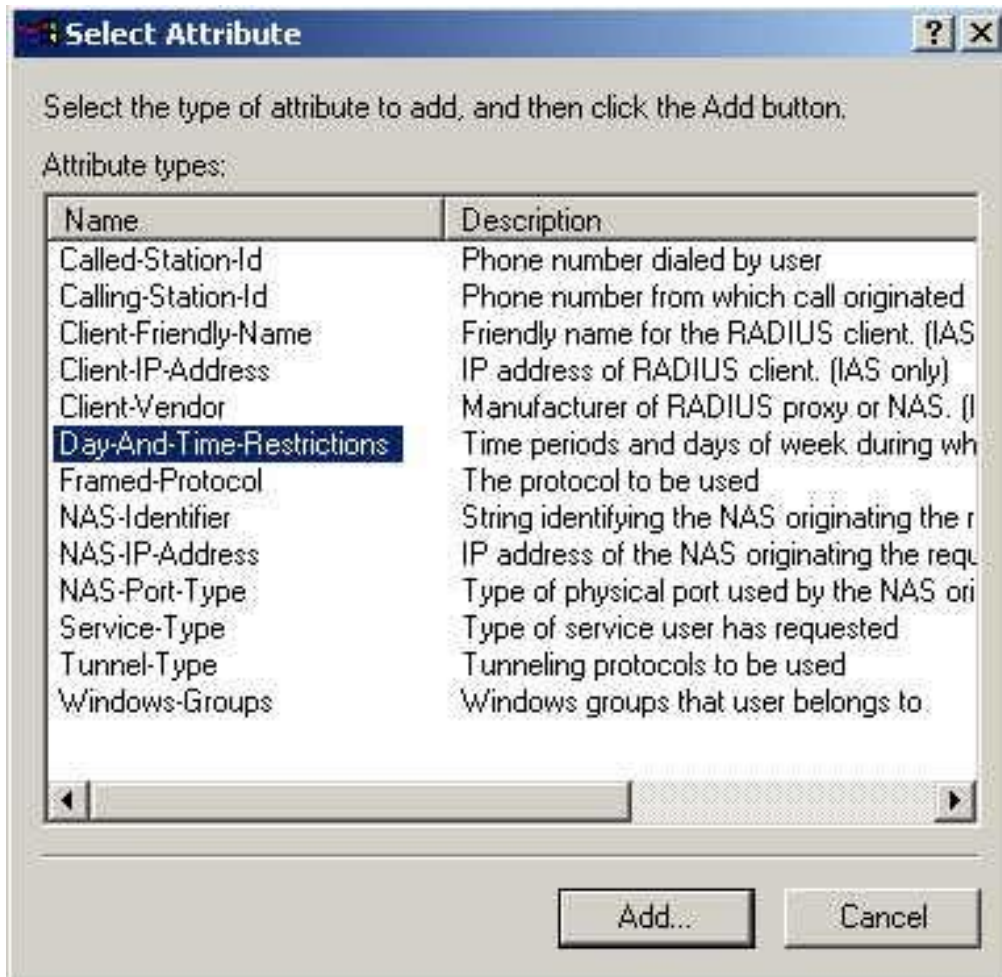 Select Attribute
Select the type of attribute to add, and then click the Add button.
Attribute types:
Name Description
Called-Station-Id Phone number dialed by user
Calling-Station-Id Phone number from which call originated
Client-Friendly-Name Friendly name for the RADIUS client. (IAS
Client-IP-Address IP address of RADIUS client. (IAS only)
Client-Vendor Manufacturer of RADIUS proxy or NAS. (I
Day-And-Time-Restrictions Time periods and days of week during wh
Framed-Protocol The protocol to be used
NAS-Identifier String identifying the NAS originating the r
NAS-IP-Address IP address of the NAS originating the requ
NAS-Port-Type Type of physical port used by the NAS ori
Service-Type Type of service user has requested
Tunnel-Type Tunneling protocols to be used
Windows-Groups Windows groups that user belongs to
Add... Cancel